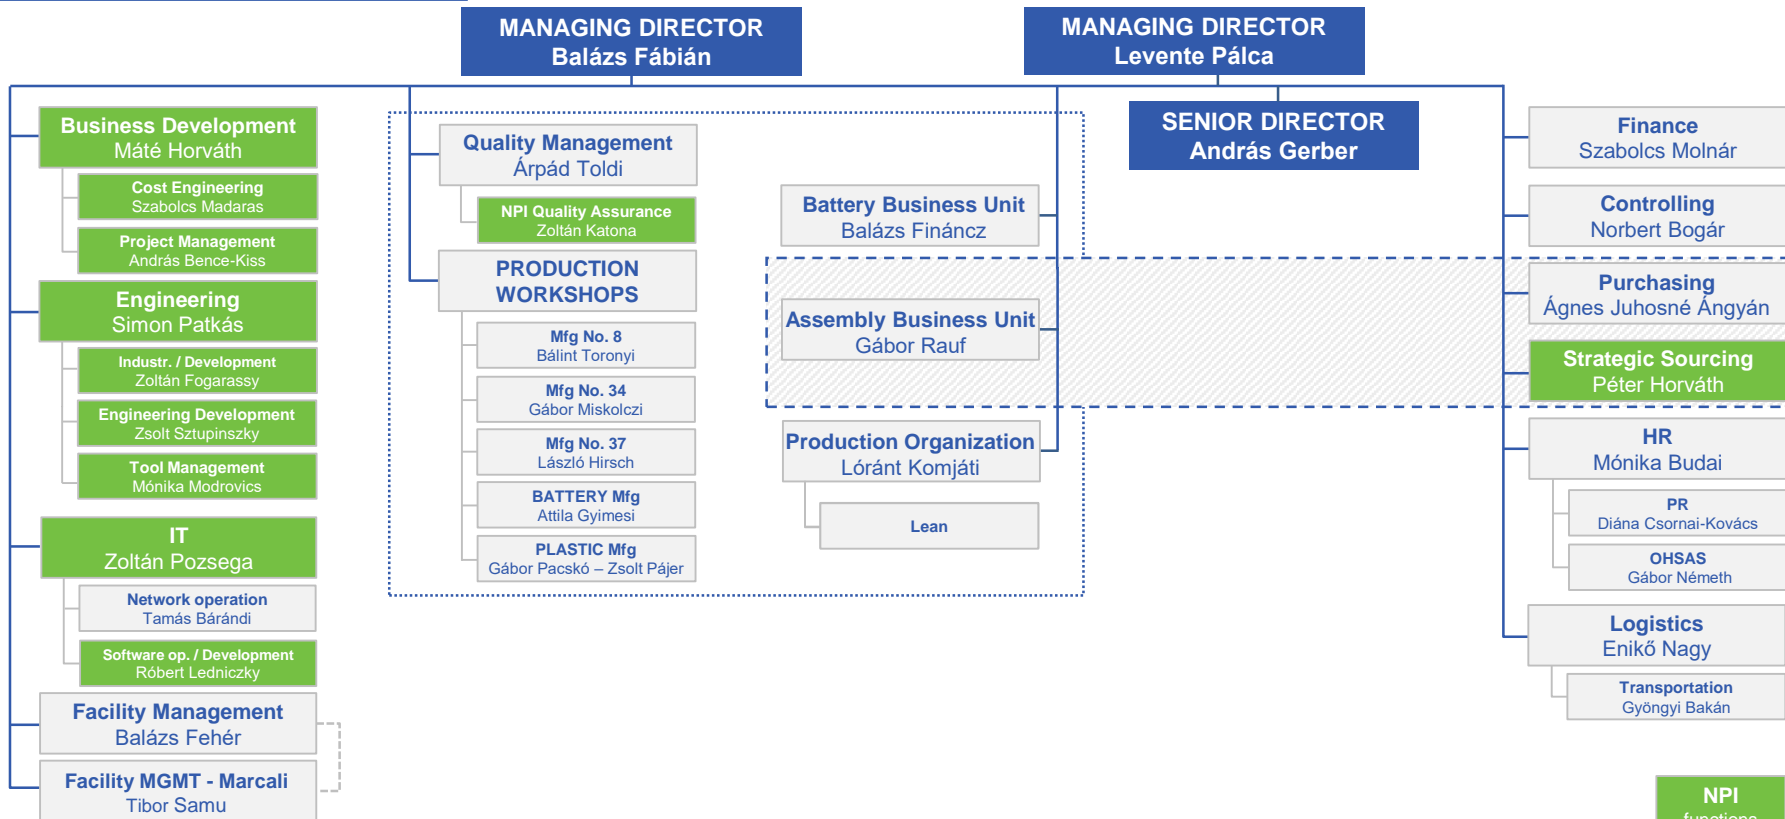 MANAGING DIRECTOR
Balázs Fábián
MANAGING DIRECTOR
Levente Pálca
SENIOR DIRECTOR
András Gerber
Business Development
Máté Horváth
Cost Engineering
Szabolcs Madaras
Project Management
András Bence-Kiss
Engineering
Simon Patkás
Industr. / Development
Zoltán Fogarassy
Engineering Development
Zsolt Sztupinszky
Tool Management
Mónika Modrovics
IT
Zoltán Pozsega
Network operation
Tamás Bárándi
Software op. / Development
Róbert Ledniczky
Facility Management
Balázs Fehér
Facility MGMT - Marcali
Tibor Samu
Quality Management
Árpád Toldi
NPI Quality Assurance
Zoltán Katona
PRODUCTION
WORKSHOPS
Mfg No. 8
Bálint Toronyi
Mfg No. 34
Gábor Miskolczi
Mfg No. 37
László Hirsch
BATTERY Mfg
Attila Gyimesi
PLASTIC Mfg
Gábor Pacskó – Zsolt Pájer
Battery Business Unit
Balázs Fináncz
Assembly Business Unit
Gábor Rauf
Production Organization
Lóránt Komjáti
Lean
Finance
Szabolcs Molnár
Controlling
Norbert Bogár
Purchasing
Ágnes Juhosné Ángyán
Strategic Sourcing
Péter Horváth
HR
Mónika Budai
PR
Diána Csornai-Kovács
OHSAS
Gábor Németh
Logistics
Enikő Nagy
Transportation
Gyöngyi Bakán
NPI
functions